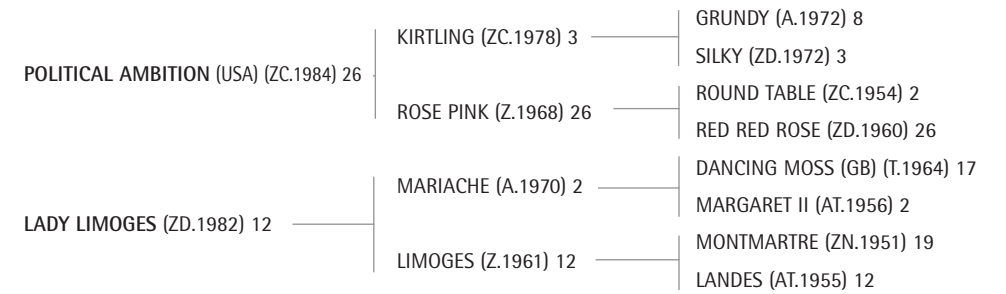 GRUNDY (A.1972) 8
KIRTLING (ZC.1978) 3
SILKY (ZD.1972) 3
POLITICAL AMBITION (USA) (ZC.1984) 26
ROUND TABLE (ZC.1954) 2
ROSE PINK (Z.1968) 26
RED RED ROSE (ZD.1960) 26
DANCING MOSS (GB) (T.1964) 17
MARIACHE (A.1970) 2
MARGARET II (AT.1956) 2
LADY LIMOGES (ZD.1982) 12
MONTMARTRE (ZN.1951) 19
LIMOGES (Z.1961) 12
LANDES (AT.1955) 12